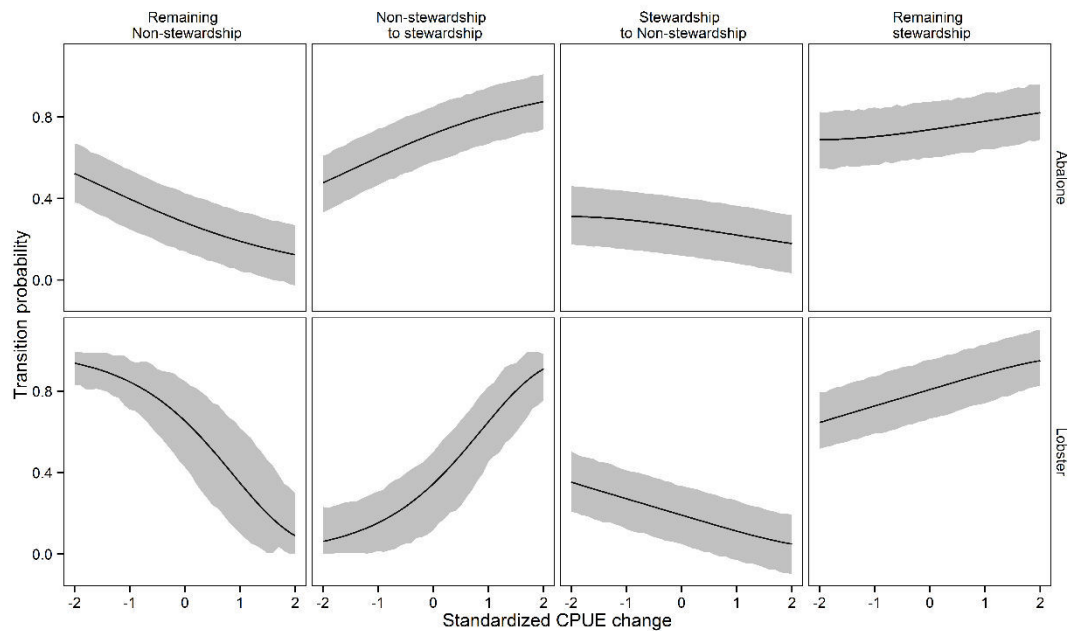 Remaining
Non-stewardship
Non-stewardship
to stewardship
Stewardship
to Non-stewardship
Remaining
stewardship
0.8
0.4
0.0
Abalone
Transition probability
0.8
0.4
0.0
Lobster
-2 -1 0 1 2 -2 -1 0 1 2 -2 -1 0 1 2 -2 -1 0 1 2
Standardized CPUE change